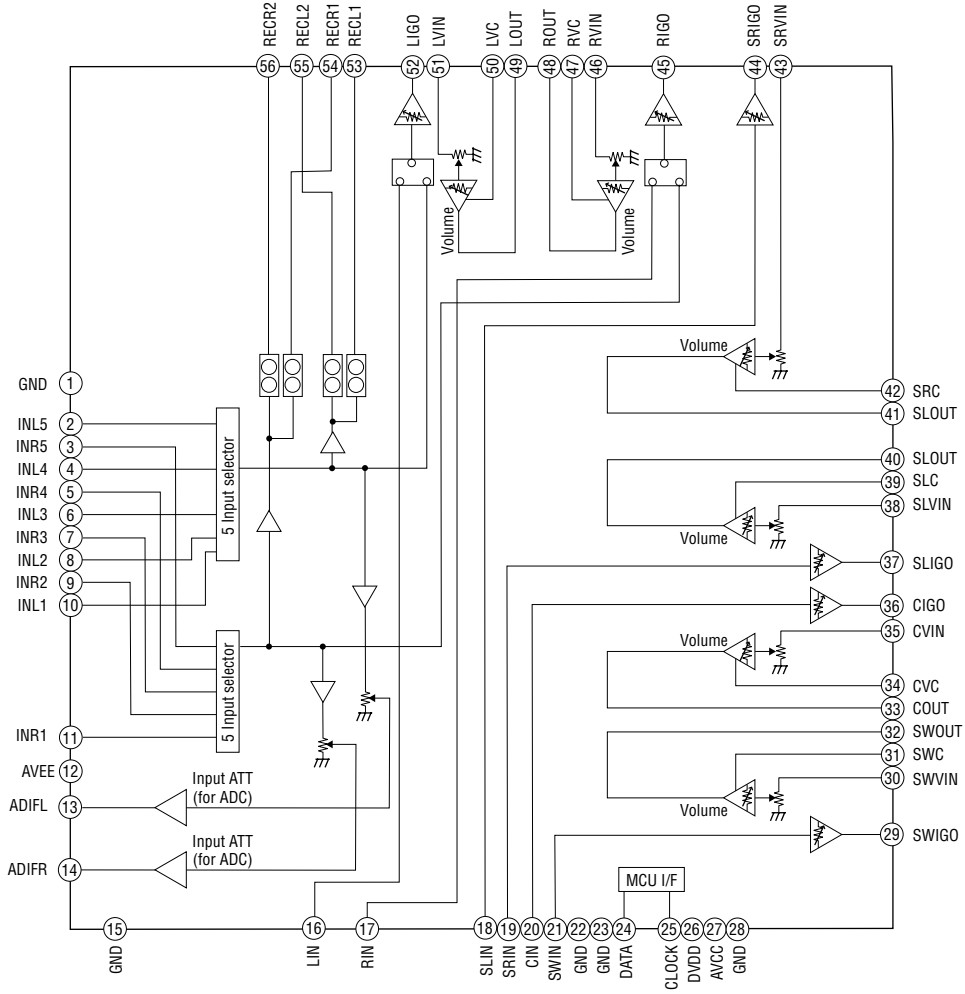 RECR2
RECL2
RECR1
RECL1
LIGO
LVIN
LVC
LOUT
ROUT
RVC
RVIN
RIGO
SRIGO
SRVIN
56
55
54
53
52
51
50
49
48
47
46
45
44
43
Volume
Volume
Volume
GND 1
42 SRC
41 SLOUT
INL5 2
INR5 3
INL4 4
INR4 5
INL3 6
INR3 7
INL2 8
INR2 9
INL1 10
5 Input selector
40 SLOUT
39 SLC
38 SLVIN
Volume
37 SLIGO
36 CIGO
35 CVIN
Volume
34 CVC
33 COUT
5 Input selector
INR1 11
AVEE 12
ADIFL 13
Input ATT
(for ADC)
32 SWOUT
31 SWC
30 SWVIN
Volume
29 SWIGO
ADIFR 14
Input ATT
(for ADC)
MCU I/F
15
16
17
18
19
20
21
22
23
24
25
26
27
28
GND
LIN
RIN
SLIN
SRIN
CIN
SWIN
GND
GND
DATA
CLOCK
DVDD
AVCC
GND